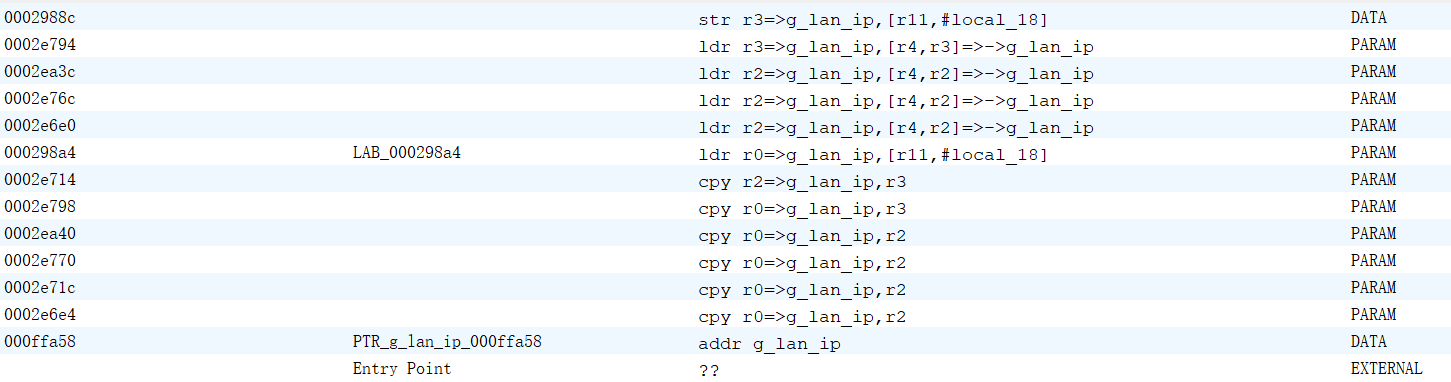 0002988c str r3=>g_lan_ip,[r11,#local_18] DATA
0002e794 ldr r3=>g_lan_ip,[r4,r3]=>->g_lan_ip PARAM
0002ea3c ldr r2=>g_lan_ip,[r4,r2]=>->g_lan_ip PARAM
0002e76c ldr r2=>g_lan_ip,[r4,r2]=>->g_lan_ip PARAM
0002e6e0 ldr r2=>g_lan_ip,[r4,r2]=>->g_lan_ip PARAM
000298a4 LAB_000298a4 ldr r0=>g_lan_ip,[r11,#local_18] PARAM
0002e714 cpy r2=>g_lan_ip,r3 PARAM
0002e798 cpy r0=>g_lan_ip,r3 PARAM
0002ea40 cpy r0=>g_lan_ip,r2 PARAM
0002e770 cpy r0=>g_lan_ip,r2 PARAM
0002e71c cpy r0=>g_lan_ip,r2 PARAM
0002e6e4 cpy r0=>g_lan_ip,r2 PARAM
000ffa58 PTR_g_lan_ip_000ffa58 addr g_lan_ip DATA
Entry Point ?? EXTERNAL